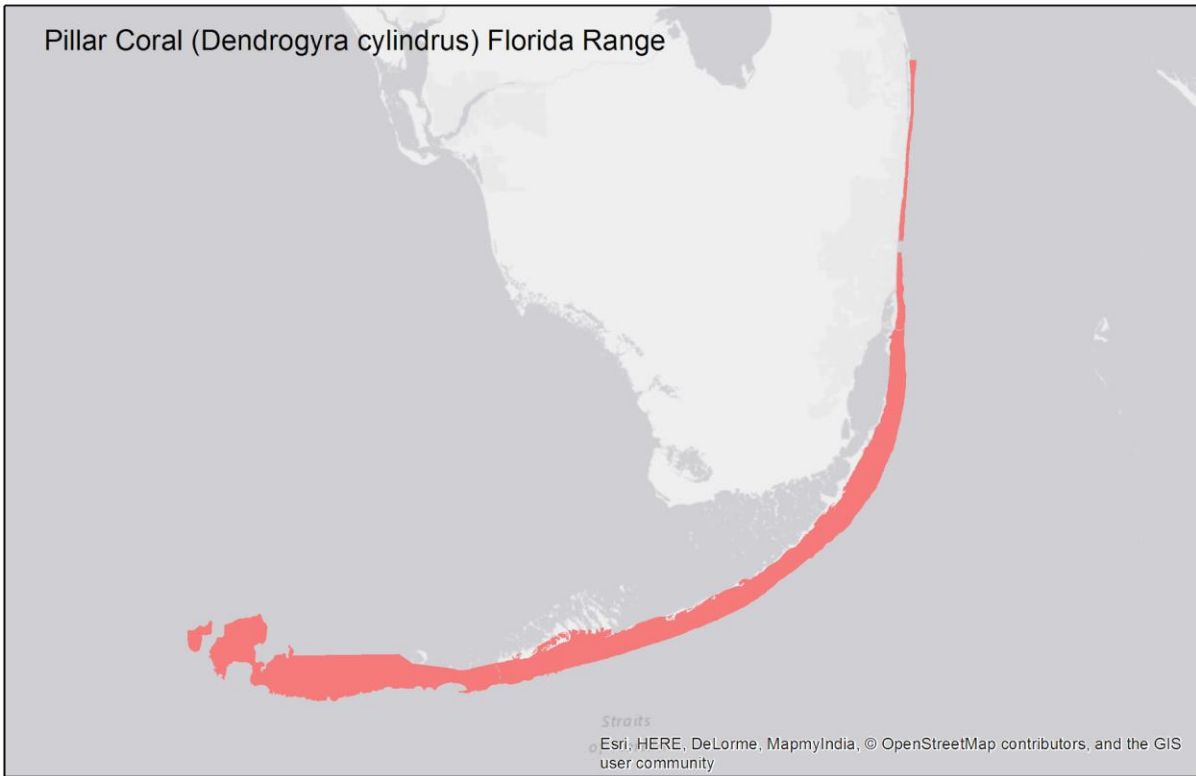 Pillar Coral (Dendrogyra cylindrus) Florida Range
Straits
Esri, HERE, DeLorme, MapmyIndia, © OpenStreetMap contributors, and the GIS
user community